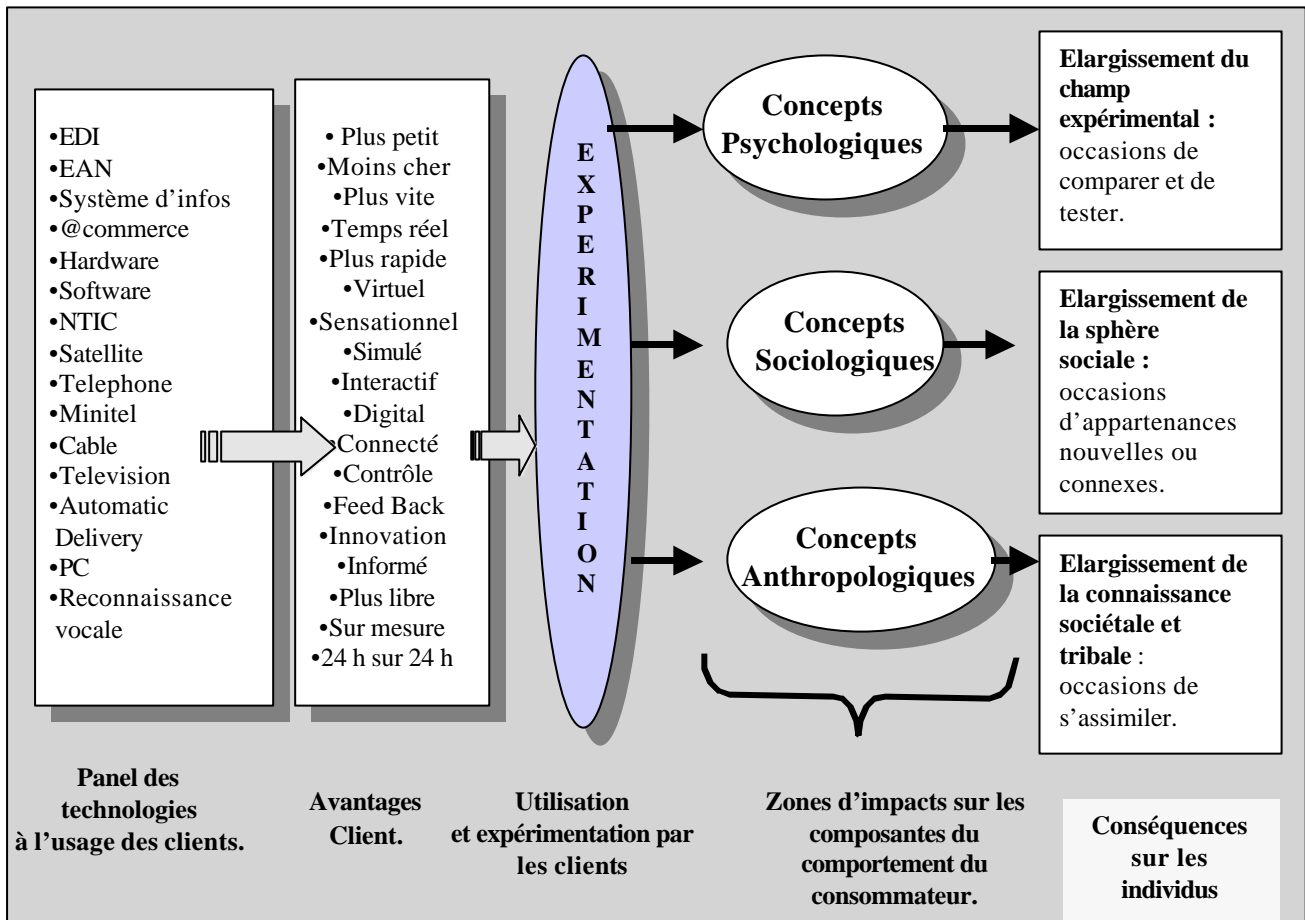 •EDI
•EAN
•Système d’infos
•@commerce
•Hardware
•Software
•NTIC
•Satellite
•Telephone
•Minitel
•Cable
•Television
•Automatic
Delivery
•PC
•Reconnaissance
vocale
Panel des
technologies
à l’usage des clients.
• Plus petit
•Moins cher
•Plus vite
•Temps réel
•Plus rapide
•Virtuel
•Sensationnel
•Simulé
•Interactif
•Digital
•Connecté
•Contrôle
•Feed Back
•Innovation
•Informé
•Plus libre
•Sur mesure
•24 h sur 24 h
Avantages
Client.
E
X
P
E
R
I
M
E
N
T
A
T
I
O
N
Utilisation
et expérimentation par
les clients
Concepts
Psychologiques
Concepts
Sociologiques
Concepts
Anthropologiques
Zones d’impacts sur les
composantes du
comportement du
consommateur.
Elargissement du
champ
expérimental :
occasions de
comparer et de
tester.
Elargissement de
la sphère
sociale :
occasions
d’appartenances
nouvelles ou
connexes.
Elargissement de
la connaissance
sociétale et
tribale :
occasions de
s’assimiler.
Conséquences
sur les
individus